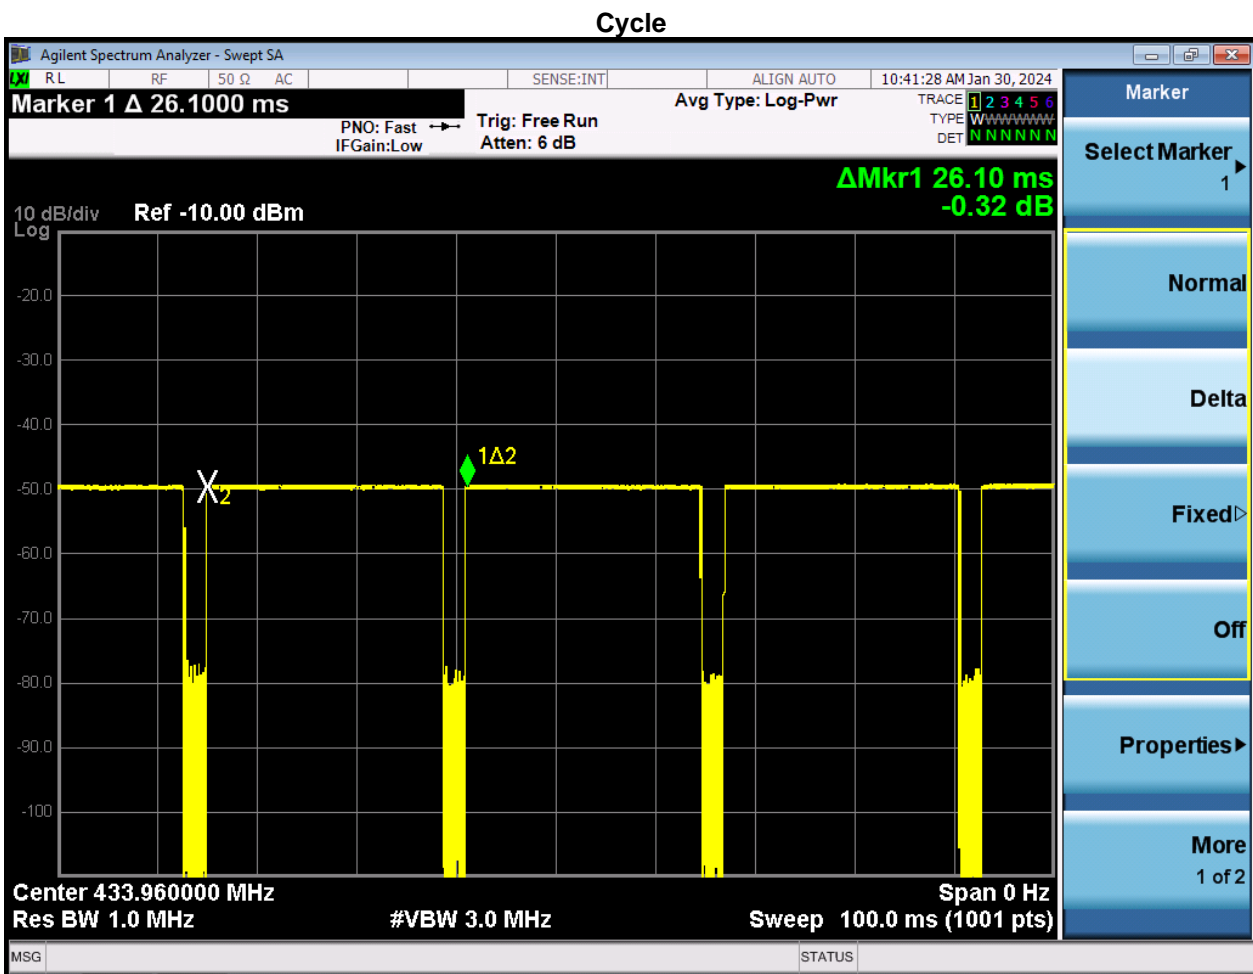 Cycle
Agilent Spectrum Analyzer - Swept SA
LXI RL RF 50 Ω AC SENSE:INT ALIGN AUTO 10:41:28 AM Jan 30, 2024
Marker 1 Δ 26.1000 ms
PNO: Fast
IFGain:Low
Trig: Free Run
Atten: 6 dB
Avg Type: Log-Pwr
TRACE 1 2 3 4 5 6
TYPE WWWWWWW
DET N N N N N N
ΔMkr1 26.10 ms
-0.32 dB
10 dB/div Ref -10.00 dBm
Log
-20.0
-30.0
-40.0
1Δ2
-50.0
2
-60.0
-70.0
-80.0
-90.0
-100
Center 433.960000 MHz Span 0 Hz
Res BW 1.0 MHz #VBW 3.0 MHz Sweep 100.0 ms (1001 pts)
MSG STATUS
Marker
Select Marker
1
Normal
Delta
Fixed
Off
Properties
More
1 of 2